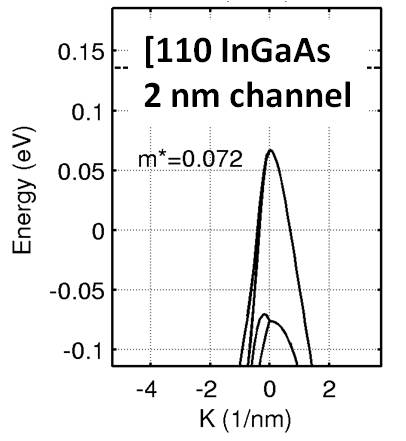 [110 InGaAs
2 nm channel
m*=0.072
Energy (eV)
0.15
0.1
0.05
0
-0.05
-0.1
-4 -2 0 2
K (1/nm)